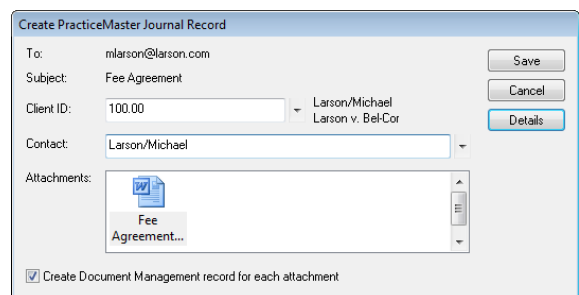 Create PracticeMaster Journal Record
To: mlarson@larson.com
Save
Subject: Fee Agreement
Cancel
Client ID: 100.00 Larson/Michael
Larson v. Bel-Cor
Details
Contact: Larson/Michael
Attachments:
Fee
Agreement...
Create Document Management record for each attachment